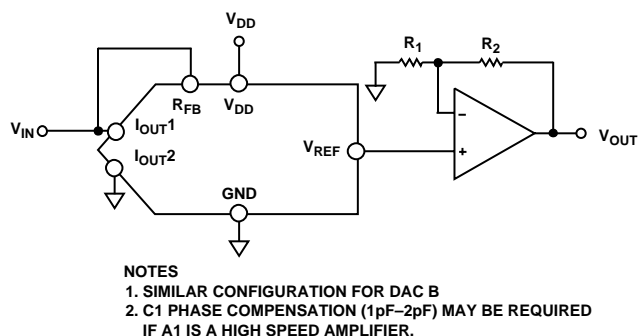 VDD
R1
R2
RFB
VDD
VIN
IOUT1
IOUT2
VREF
–
+
VOUT
GND
NOTES
1. SIMILAR CONFIGURATION FOR DAC B
2. C1 PHASE COMPENSATION (1pF–2pF) MAY BE REQUIRED
IF A1 IS A HIGH SPEED AMPLIFIER.